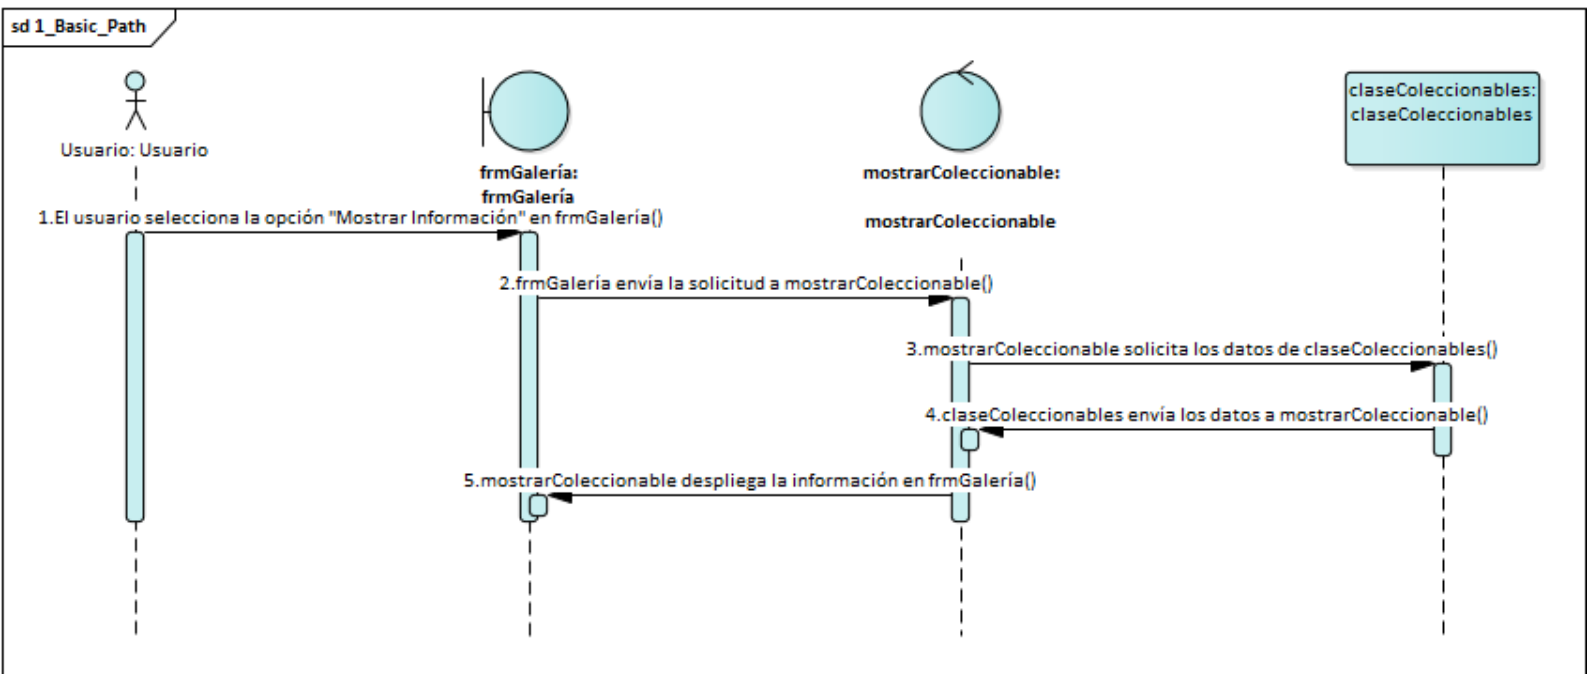 sd 1_Basic_Path
Usuario: Usuario
frmGalería:
frmGalería
mostrarColeccionable:
mostrarColeccionable
claseColeccionables:
claseColeccionables
1.El usuario selecciona la opción "Mostrar Información" en frmGalería()
2.frmGalería envía la solicitud a mostrarColeccionable()
3.mostrarColeccionable solicita los datos de claseColeccionables()
4.claseColeccionables envía los datos a mostrarColeccionable()
5.mostrarColeccionable despliega la información en frmGalería()